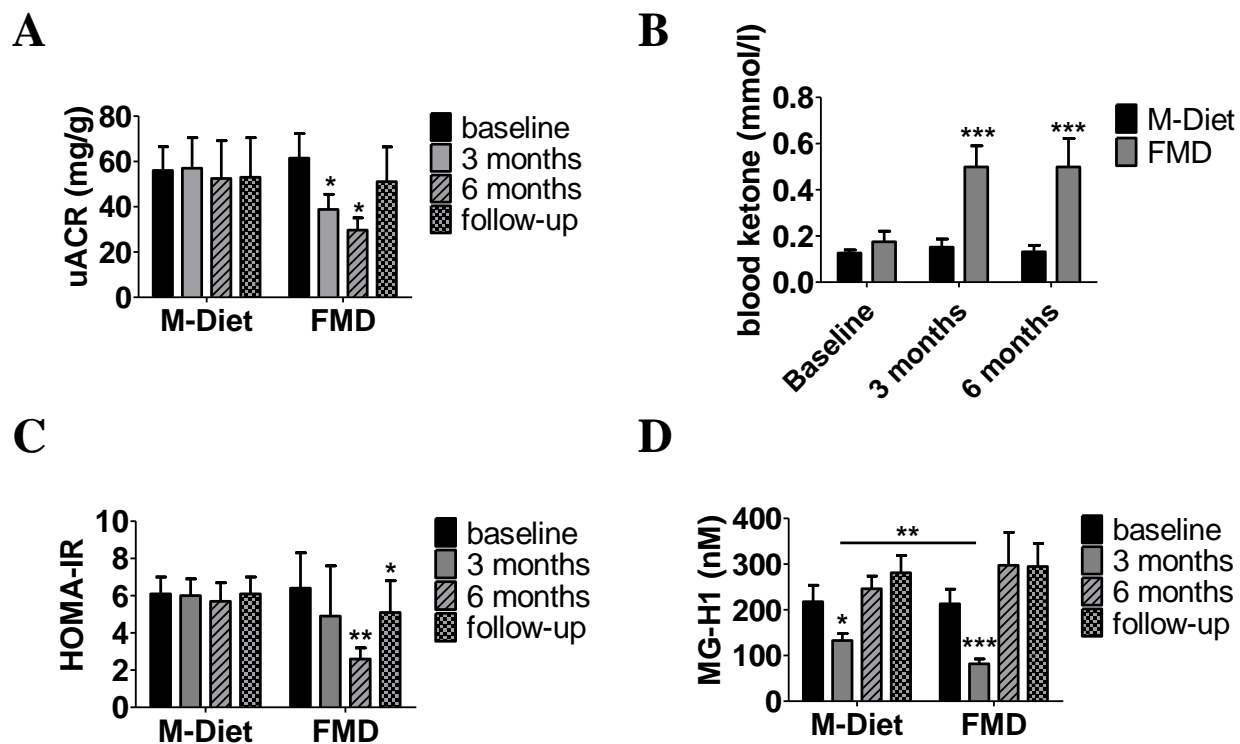 A
uACR (mg/g)
80
60
40
20
0
*
*
M-Diet
FMD
baseline
3 months
6 months
follow-up
B
blood ketone (mmol/l)
0.8
0.6
0.4
0.2
0.0
***
***
Baseline
3 months
6 months
M-Diet
FMD
C
HOMA-IR
10
8
6
4
2
0
**
*
M-Diet
FMD
baseline
3 months
6 months
follow-up
D
MG-H1 (nM)
400
300
200
100
0
*
**
***
M-Diet
FMD
baseline
3 months
6 months
follow-up